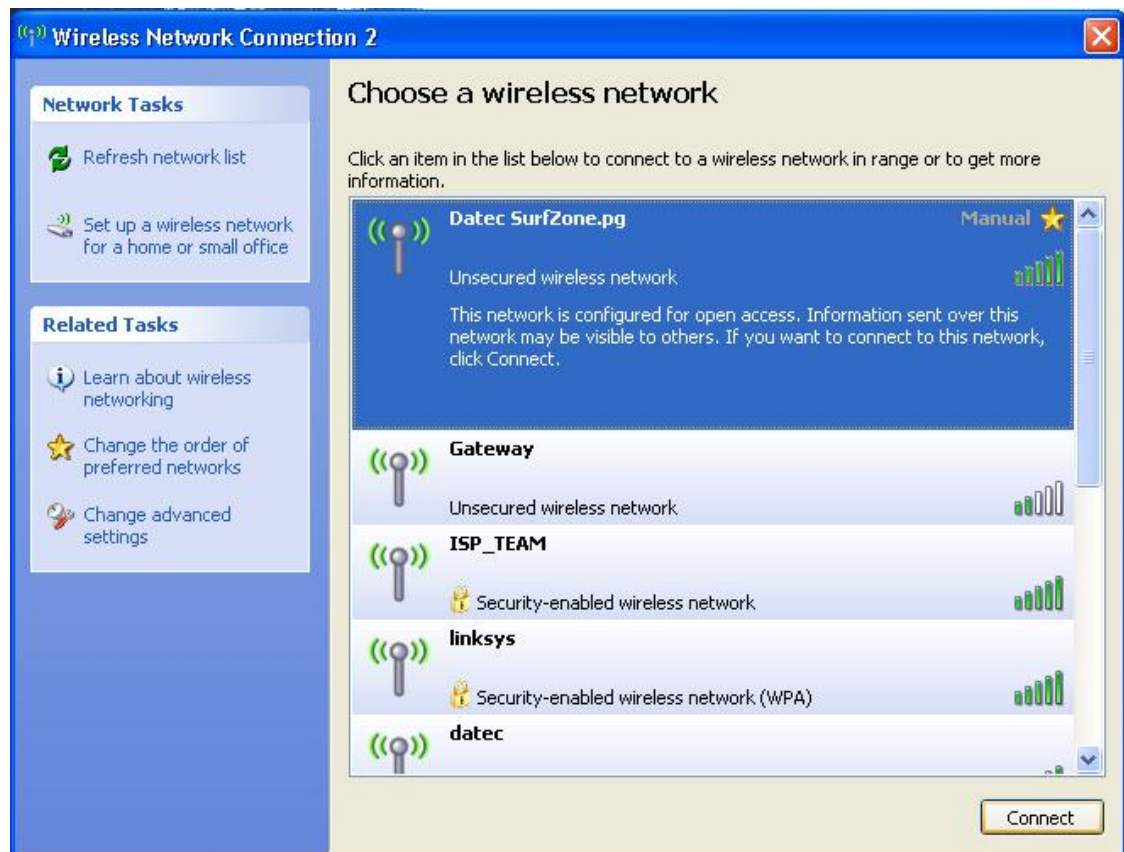 Wireless Network Connection 2
Network Tasks
Refresh network list
Set up a wireless network
for a home or small office
Related Tasks
Learn about wireless
networking
Change the order of
preferred networks
Change advanced
settings
Choose a wireless network
Click an item in the list below to connect to a wireless network in range or to get more
information.
Datec SurfZone.pg Manual
Unsecured wireless network
This network is configured for open access. Information sent over this
network may be visible to others. If you want to connect to this network,
click Connect.
Gateway
Unsecured wireless network
ISP_TEAM
Security-enabled wireless network
linksys
Security-enabled wireless network (WPA)
datec
Connect